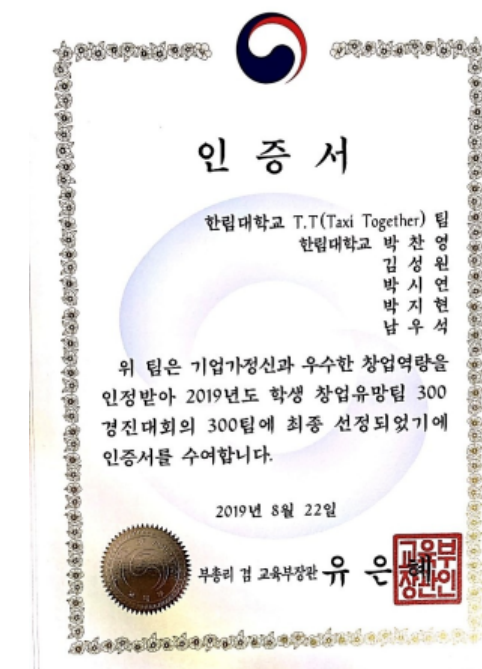 인증서
한림대학교 T.T(Taxi Together) 팀
한림대학교 박찬영
김성원
박시연
박지현
남우석
위 팀은 기업가정신과 우수한 창업역량을
인정받아 2019년도 학생 창업유망팀 300
경진대회의 300팀에 최종 선정되었기에
인증서를 수여합니다.
2019년 8월 22일
부총리 겸 교육부장관 유은혜
교육부
장관인